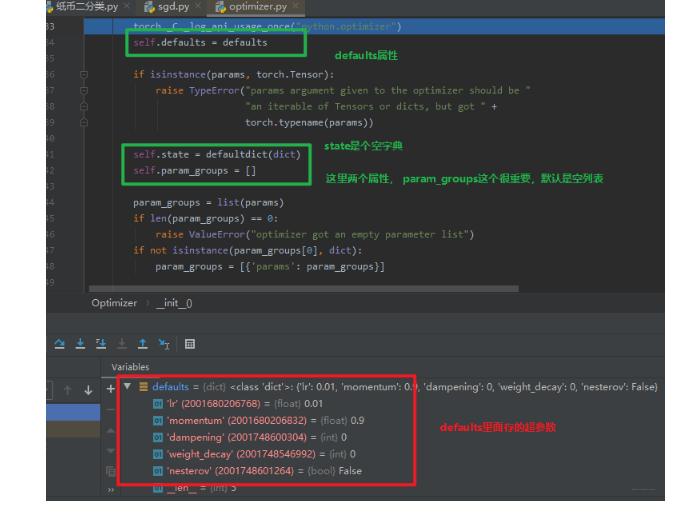 纸币二分类.py × sgd.py × optimizer.py ×
33 torch._C._log_api_usage_once("python.optimizer")
34 self.defaults = defaults
35 defaults属性
36 if isinstance(params, torch.Tensor):
37 raise TypeError("params argument given to the optimizer should be "
38 "an iterable of Tensors or dicts, but got " +
39 torch.typename(params))
40 state是个空字典
41 self.state = defaultdict(dict)
42 self.param_groups = []
43 这里两个属性， param_groups这个很重要，默认是空列表
44 param_groups = list(params)
45 if len(param_groups) == 0:
46 raise ValueError("optimizer got an empty parameter list")
47 if not isinstance(param_groups[0], dict):
48 param_groups = [{'params': param_groups}]
49
Optimizer › __init__()
Variables
defaults = {dict} <class 'dict'>: {'lr': 0.01, 'momentum': 0.9, 'dampening': 0, 'weight_decay': 0, 'nesterov': False}
01 'lr' (2001680206768) = {float} 0.01
01 'momentum' (2001680206832) = {float} 0.9
01 'dampening' (2001748600304) = {int} 0
defaults里面存的超参数
01 'weight_decay' (2001748546992) = {int} 0
01 'nesterov' (2001748601264) = {bool} False
01 __len__ = {int} 5